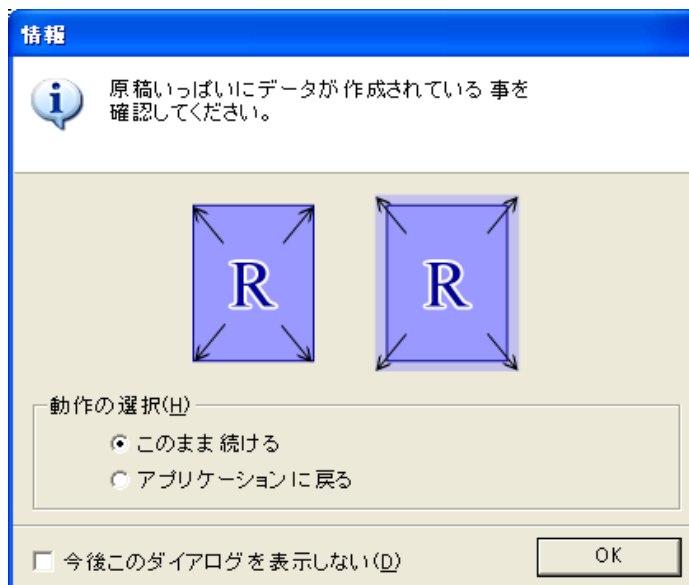 情報
原稿いっぱいにデータが作成されている事を
確認してください。
R
R
動作の選択(H)
このまま続ける
アプリケーションに戻る
今後このダイアログを表示しない(D)
OK